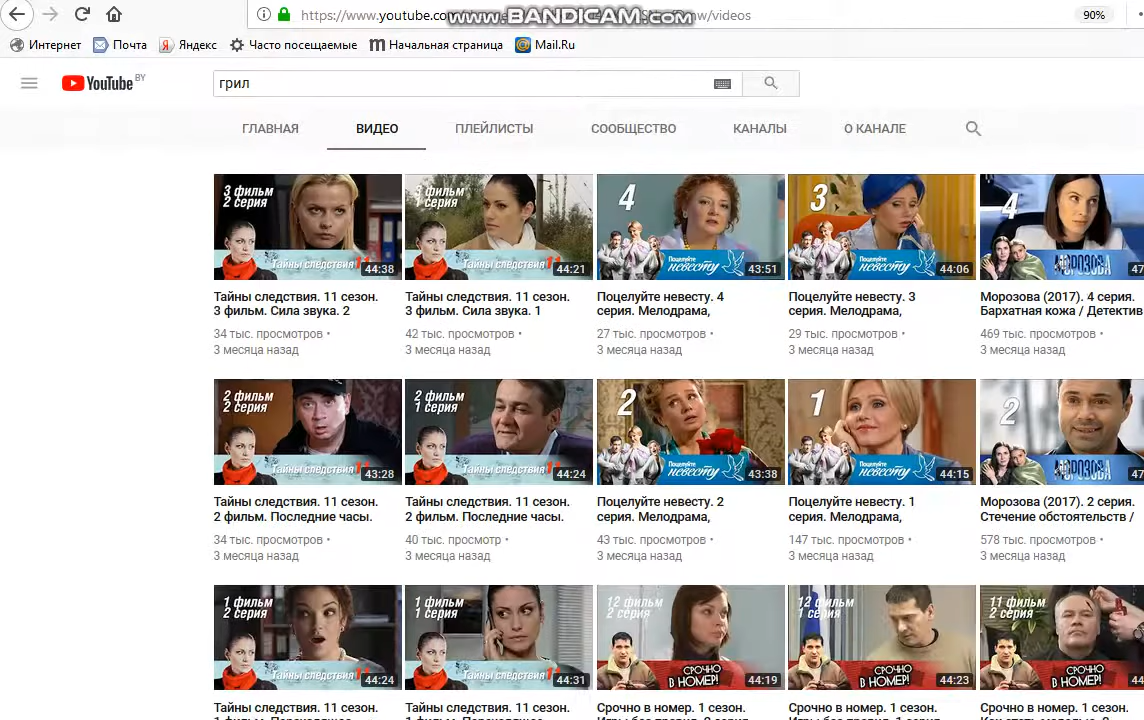 https://www.youtube.co
www.BANDICAM.com
nw/videos
90%
Интернет
Почта
Яндекс
Часто посещаемые
Начальная страница
Mail.Ru
YouTube BY
грил
ГЛАВНАЯ
ВИДЕО
ПЛЕЙЛИСТЫ
СООБЩЕСТВО
КАНАЛЫ
О КАНАЛЕ
3 фильм
2 серия
Тайны следствия 11
44:38
3 фильм
1 серия
Тайны следствия 11
44:21
4
Поцелуйте
невесту
43:51
3
Поцелуйте
невесту
44:06
4
МОРОЗОВА
47
Тайны следствия. 11 сезон.
3 фильм. Сила звука. 2
34 тыс. просмотров •
3 месяца назад
Тайны следствия. 11 сезон.
3 фильм. Сила звука. 1
42 тыс. просмотров •
3 месяца назад
Поцелуйте невесту. 4
серия. Мелодрама,
27 тыс. просмотров •
3 месяца назад
Поцелуйте невесту. 3
серия. Мелодрама,
29 тыс. просмотров •
3 месяца назад
Морозова (2017). 4 серия.
Бархатная кожа / Детектив
469 тыс. просмотров •
3 месяца назад
2 фильм
2 серия
Тайны следствия 11
43:28
2 фильм
1 серия
Тайны следствия 11
44:24
2
Поцелуйте
невесту
43:38
1
Поцелуйте
невесту
44:15
2
МОРОЗОВА
47
Тайны следствия. 11 сезон.
2 фильм. Последние часы.
34 тыс. просмотров •
3 месяца назад
Тайны следствия. 11 сезон.
2 фильм. Последние часы.
40 тыс. просмотр •
3 месяца назад
Поцелуйте невесту. 2
серия. Мелодрама,
43 тыс. просмотров •
3 месяца назад
Поцелуйте невесту. 1
серия. Мелодрама,
147 тыс. просмотров •
3 месяца назад
Морозова (2017). 2 серия.
Стечение обстоятельств /
578 тыс. просмотров •
3 месяца назад
1 фильм
2 серия
Тайны следствия 11
44:24
1 фильм
1 серия
Тайны следствия 11
44:31
12 фильм
2 серия
СРОЧНО
В НОМЕР!
44:19
12 фильм
1 серия
СРОЧНО
В НОМЕР!
44:23
11 фильм
2 серия
СРОЧНО
В НОМЕР!
44
Тайны следствия. 11 сезон.
Тайны следствия. 11 сезон.
Срочно в номер. 1 сезон.
Срочно в номер. 1 сезон.
Срочно в номер. 1 сезон.